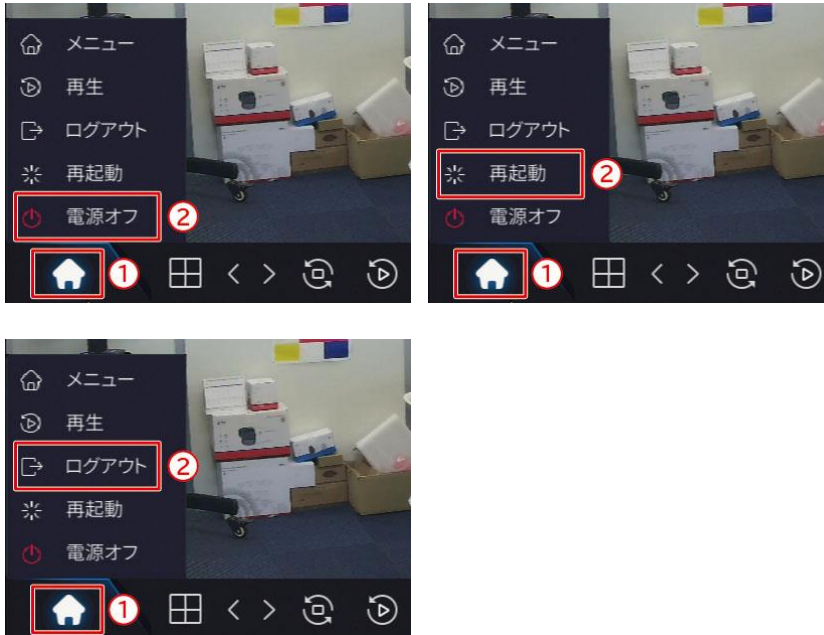 メニュー
再生
ログアウト
再起動
電源オフ
②
①
メニュー
再生
ログアウト
再起動
②
電源オフ
①
メニュー
再生
ログアウト
②
再起動
電源オフ
①